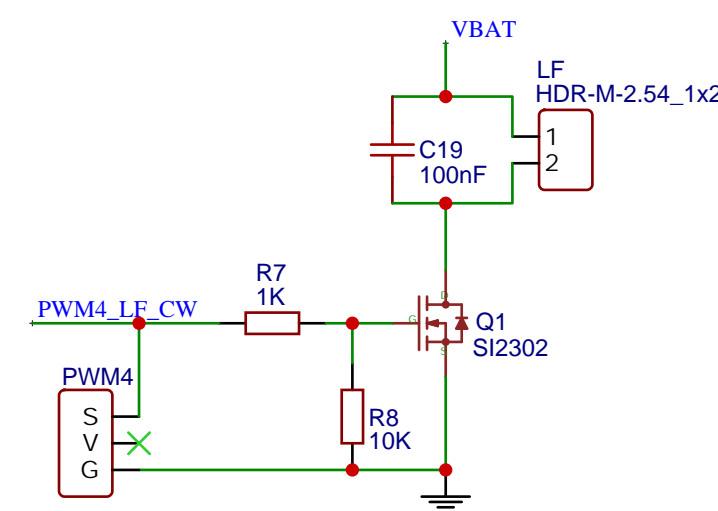 VBAT
LF
HDR-M-2.54_1x2
1
2
C19
100nF
R7
1K
PWM4_LF_CW
D
G
S
Q1
SI2302
PWM4
S
V
G
R8
10K